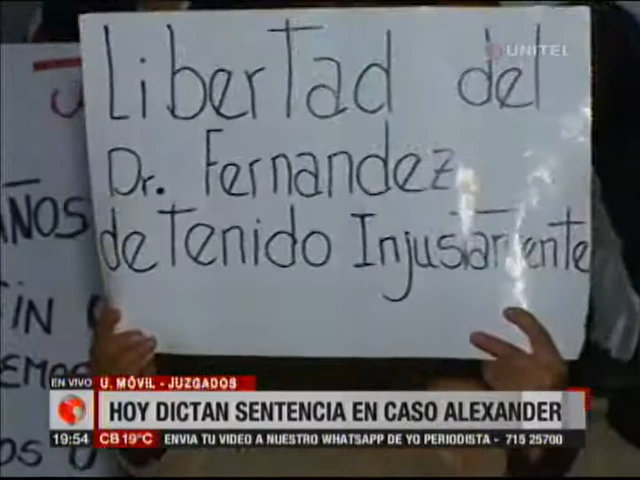 UNITEL
Libertad del
Dr. Fernandez
detenido Injustamente
AÑOS
EN VIVO U. MÓVIL - JUZGADOS
HOY DICTAN SENTENCIA EN CASO ALEXANDER
19:54 CB 19°C ENVIA TU VIDEO A NUESTRO WHATSAPP DE YO PERIODISTA - 715 25700